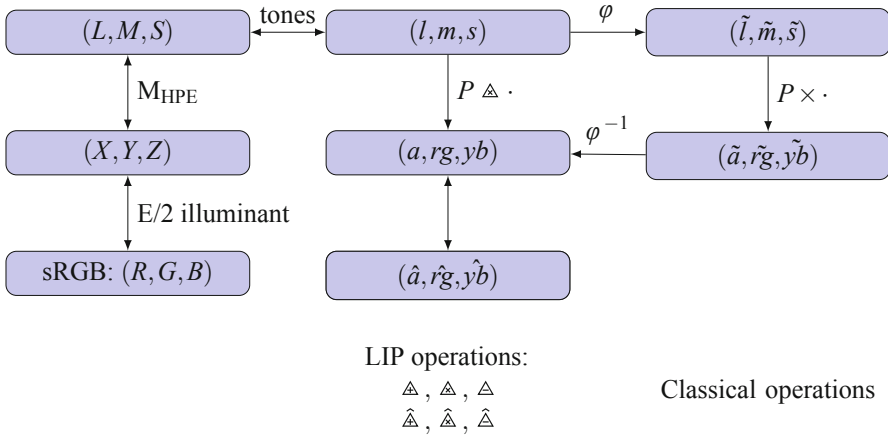 tones
φ
(L, M, S)
(l, m, s)
(l̃, m̃, s̃)
M_HPE
P ⨹ ·
P × ·
φ⁻¹
(X, Y, Z)
(a, rg, yb)
(ã, r̃g, ỹb)
E/2 illuminant
sRGB: (R, G, B)
(â, r̂g, ŷb)
LIP operations:
⨹ , ⨻ , ⨺
Classical operations